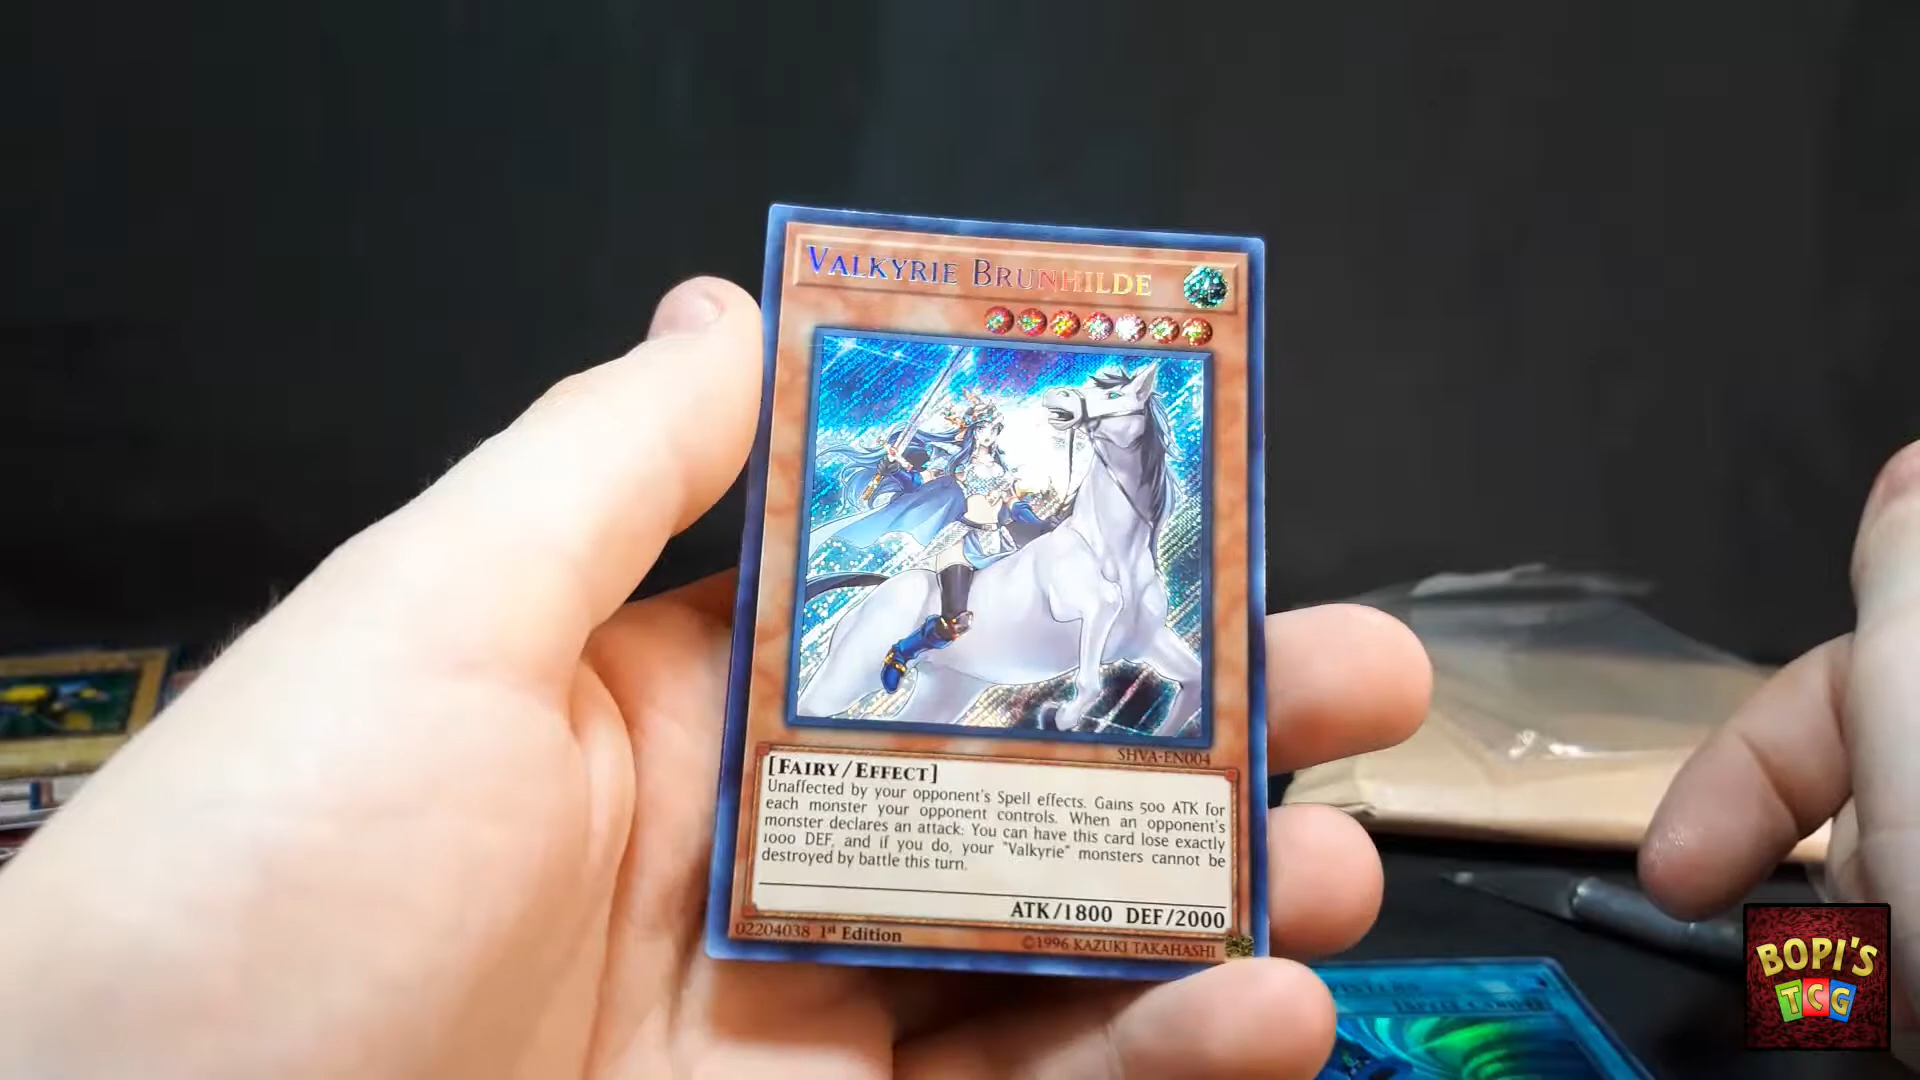 VALKYRIE BRUNHILDE
SHVA-EN004
[FAIRY/EFFECT]
Unaffected by your opponent's Spell effects. Gains 500 ATK for
each monster your opponent controls. When an opponent's
monster declares an attack: You can have this card lose exactly
1000 DEF, and if you do, your "Valkyrie" monsters cannot be
destroyed by battle this turn.
ATK/1800 DEF/2000
02204038 1st Edition
©1996 KAZUKI TAKAHASHI
BOPI'S
TCG